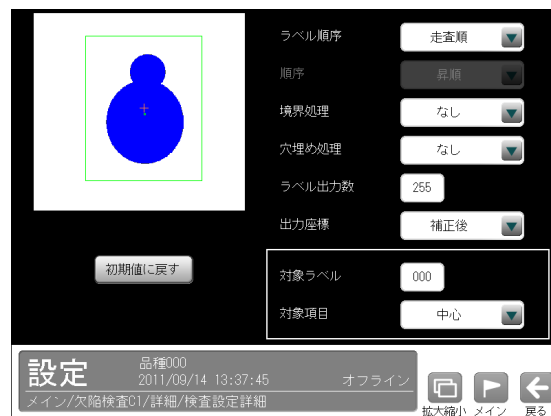 ラベル順序 走査順
順序 昇順
境界処理 なし
穴埋め処理 なし
ラベル出力数 255
出力座標 補正後
初期値に戻す
対象ラベル 000
対象項目 中心
設定 品種000
2011/09/14 13:37:45 オフライン
メイン/欠陥検査C1/詳細/検査設定詳細
拡大縮小 メイン 戻る